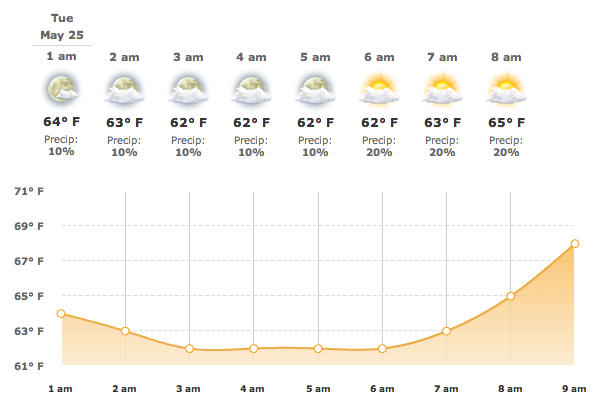 Tue
May 25
1 am 2 am 3 am 4 am 5 am 6 am 7 am 8 am
64° F 63° F 62° F 62° F 62° F 62° F 63° F 65° F
Precip: Precip: Precip: Precip: Precip: Precip: Precip: Precip:
10% 10% 10% 10% 10% 20% 20% 20%
71° F
69° F
67° F
65° F
63° F
61° F
1 am 2 am 3 am 4 am 5 am 6 am 7 am 8 am 9 am